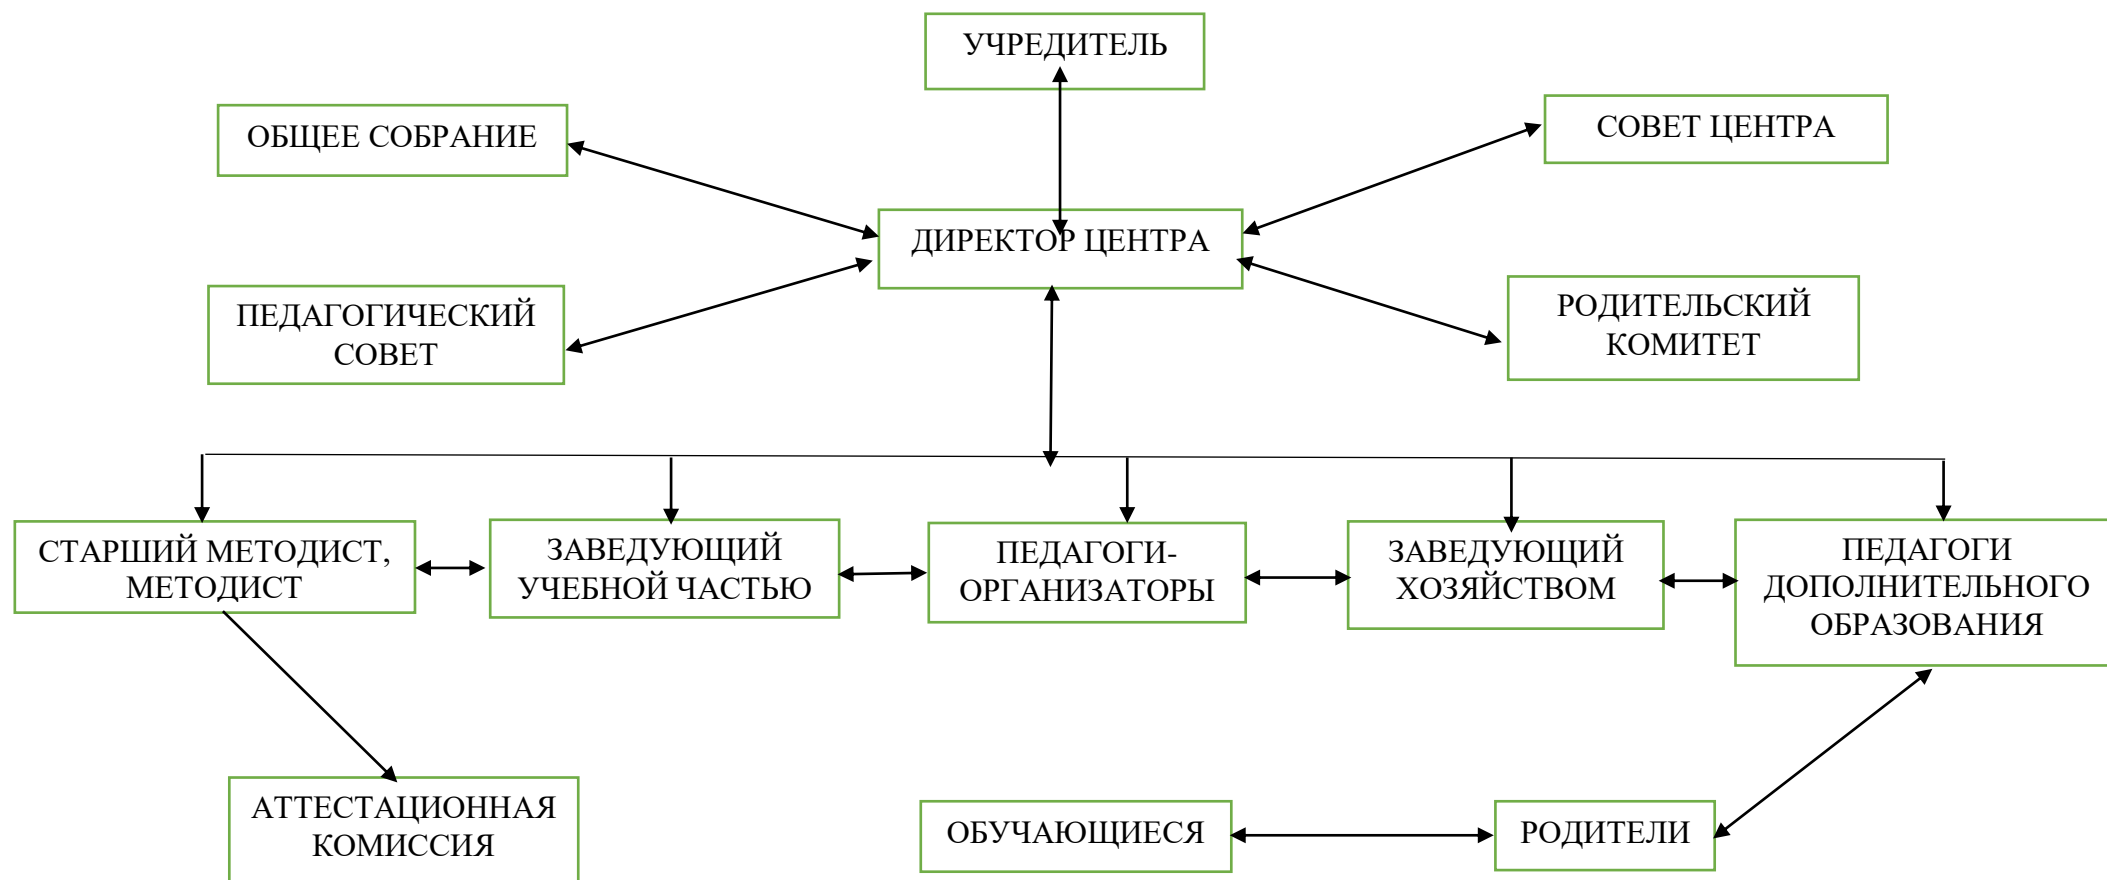 УЧРЕДИТЕЛЬ
ОБЩЕЕ СОБРАНИЕ
СОВЕТ ЦЕНТРА
ДИРЕКТОР ЦЕНТРА
ПЕДАГОГИЧЕСКИЙ
СОВЕТ
РОДИТЕЛЬСКИЙ
КОМИТЕТ
СТАРШИЙ МЕТОДИСТ,
МЕТОДИСТ
ЗАВЕДУЮЩИЙ
УЧЕБНОЙ ЧАСТЬЮ
ПЕДАГОГИ-
ОРГАНИЗАТОРЫ
ЗАВЕДУЮЩИЙ
ХОЗЯЙСТВОМ
ПЕДАГОГИ
ДОПОЛНИТЕЛЬНОГО
ОБРАЗОВАНИЯ
АТТЕСТАЦИОННАЯ
КОМИССИЯ
ОБУЧАЮЩИЕСЯ
РОДИТЕЛИ